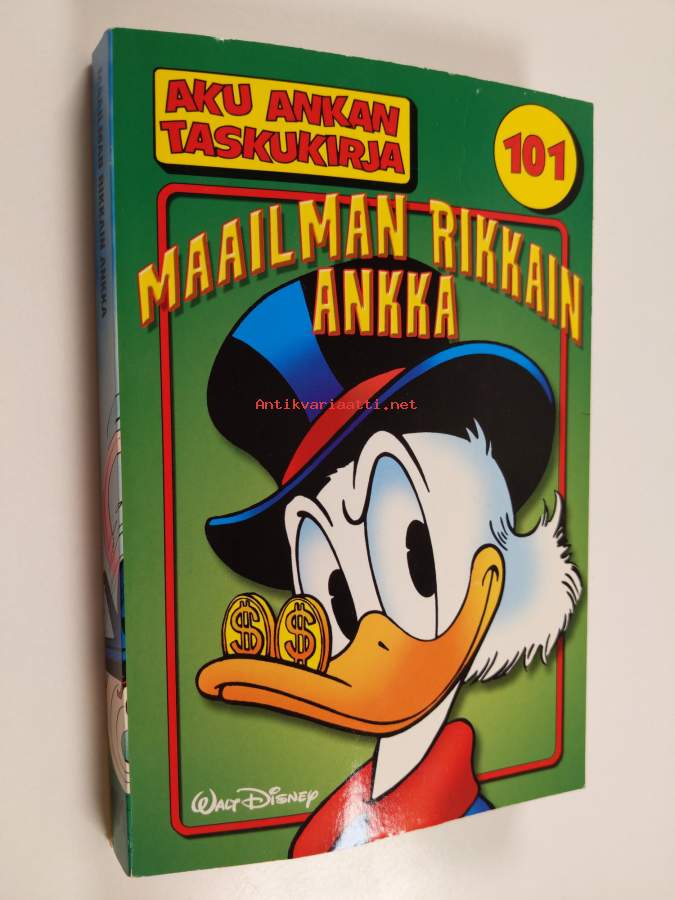 AKU ANKAN
TASKUKIRJA
101
MAAILMAN RIKKAIN
ANKKA
MAAILMAN RIKKAIN ANKKA
Antikvariaatti.net
$ $
WALT DISNEY